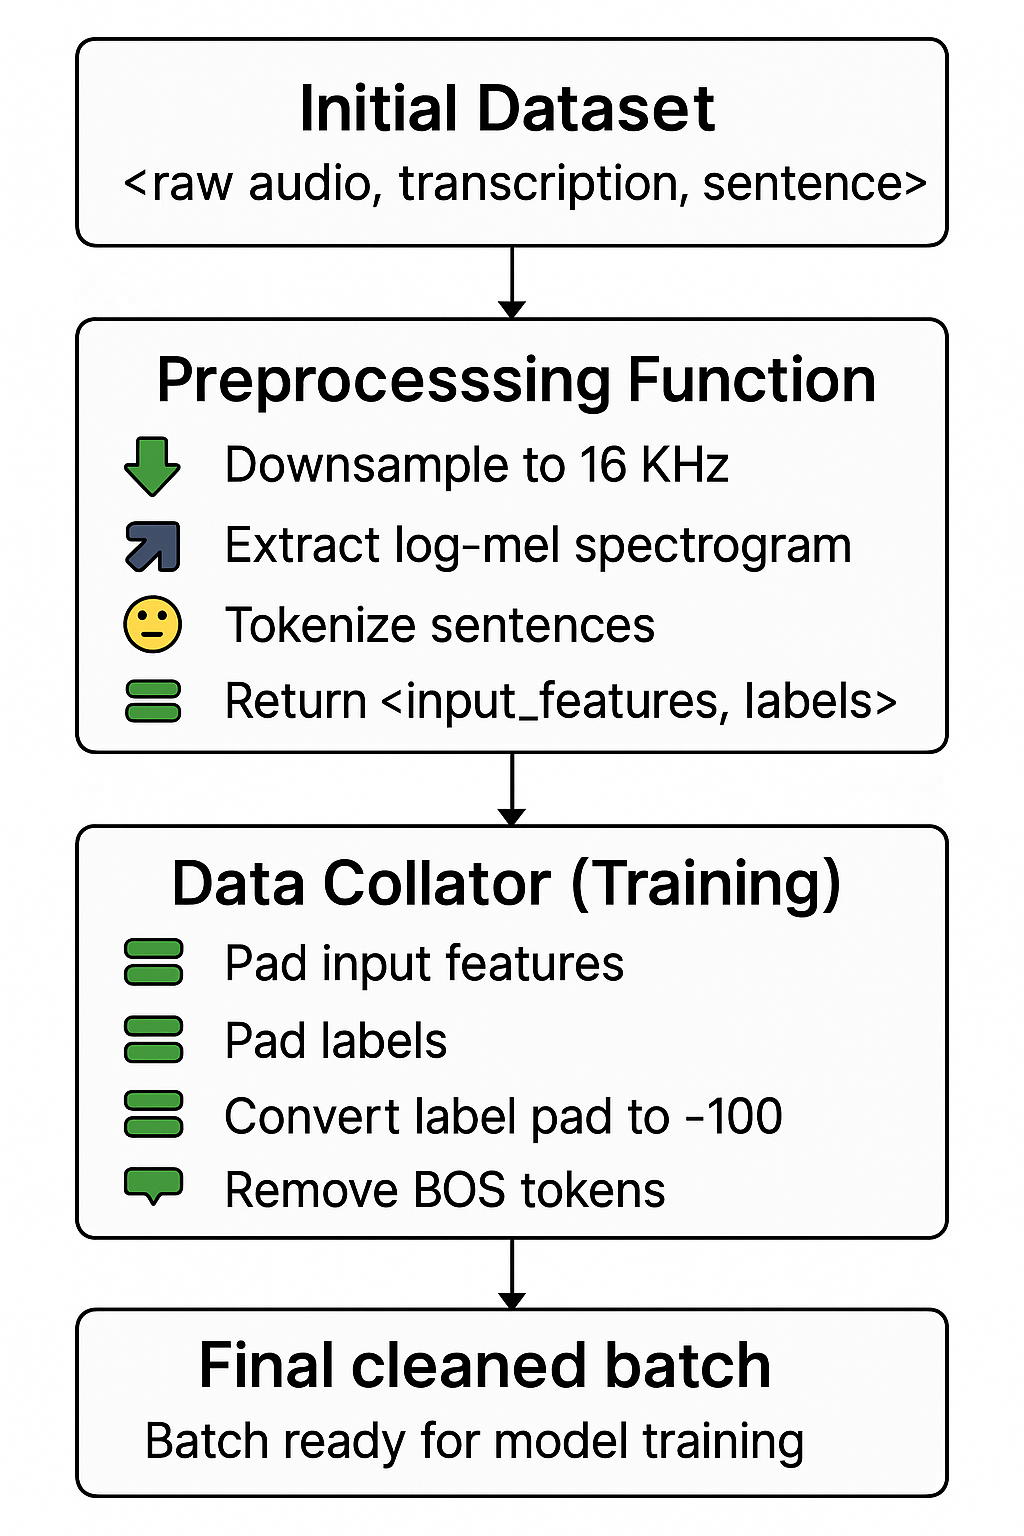 Initial Dataset
<raw audio, transcription, sentence>
Preprocesssing Function
Downsample to 16 KHz
Extract log-mel spectrogram
Tokenize sentences
Return <input_features, labels>
Data Collator (Training)
Pad input features
Pad labels
Convert label pad to -100
Remove BOS tokens
Final cleaned batch
Batch ready for model training